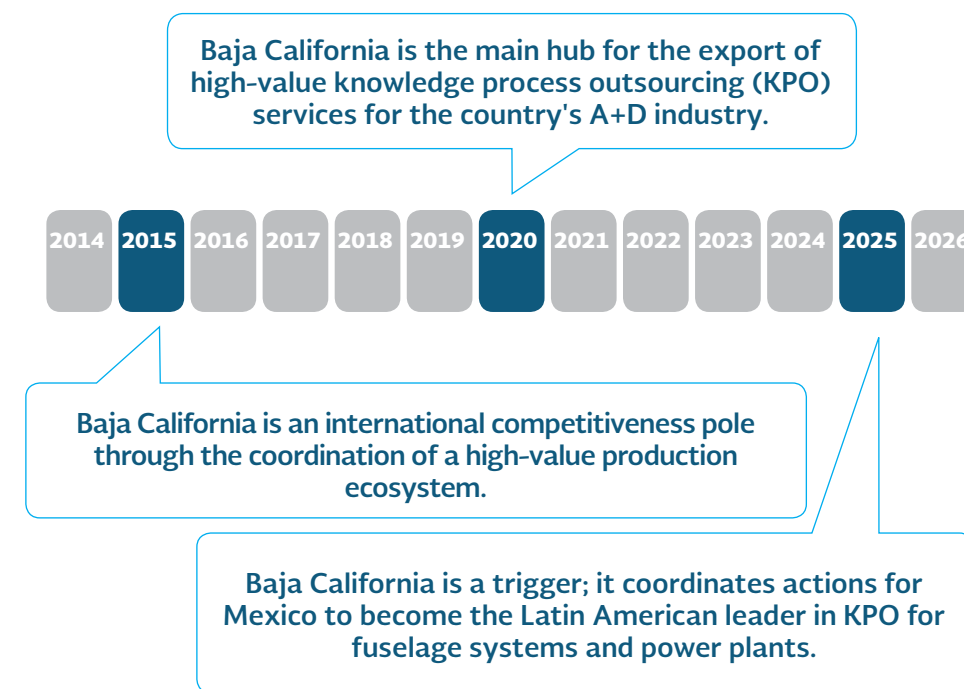 Baja California is the main hub for the export of
high-value knowledge process outsourcing (KPO)
services for the country's A+D industry.
2014 2015 2016 2017 2018 2019 2020 2021 2022 2023 2024 2025 2026
Baja California is an international competitiveness pole
through the coordination of a high-value production
ecosystem.
Baja California is a trigger; it coordinates actions for
Mexico to become the Latin American leader in KPO for
fuselage systems and power plants.